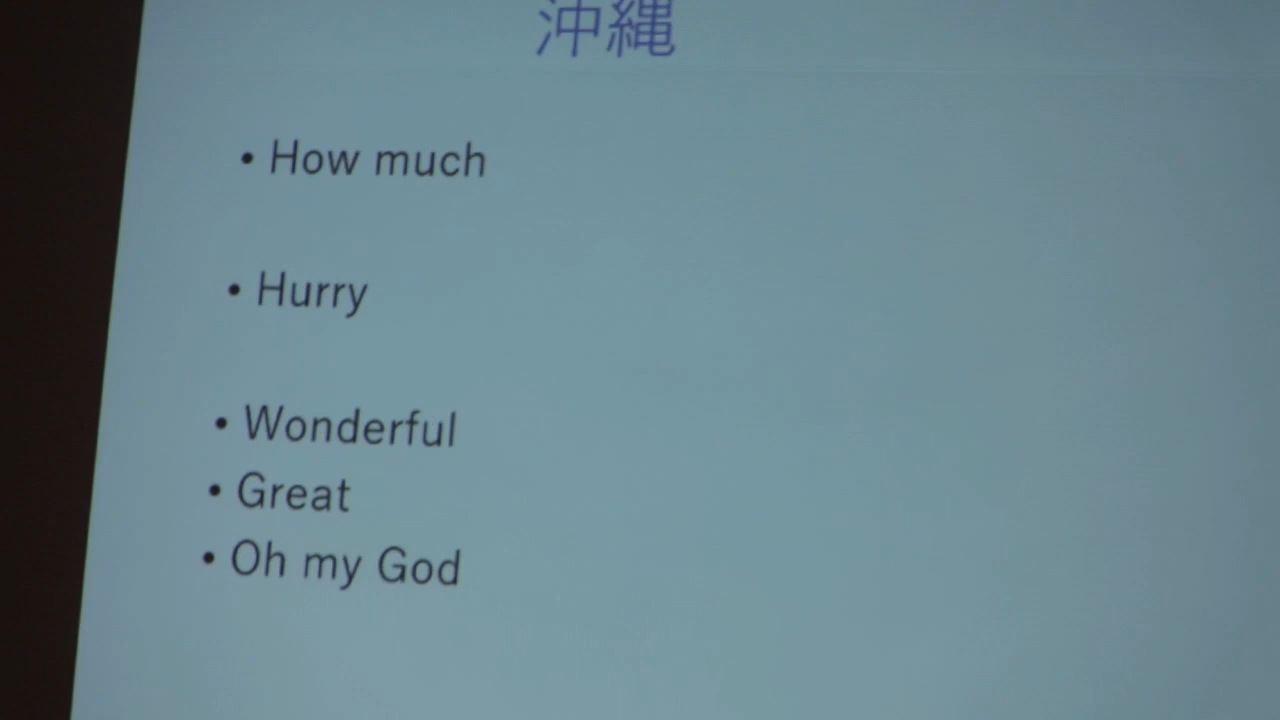 沖縄
• How much
• Hurry
• Wonderful
• Great
• Oh my God